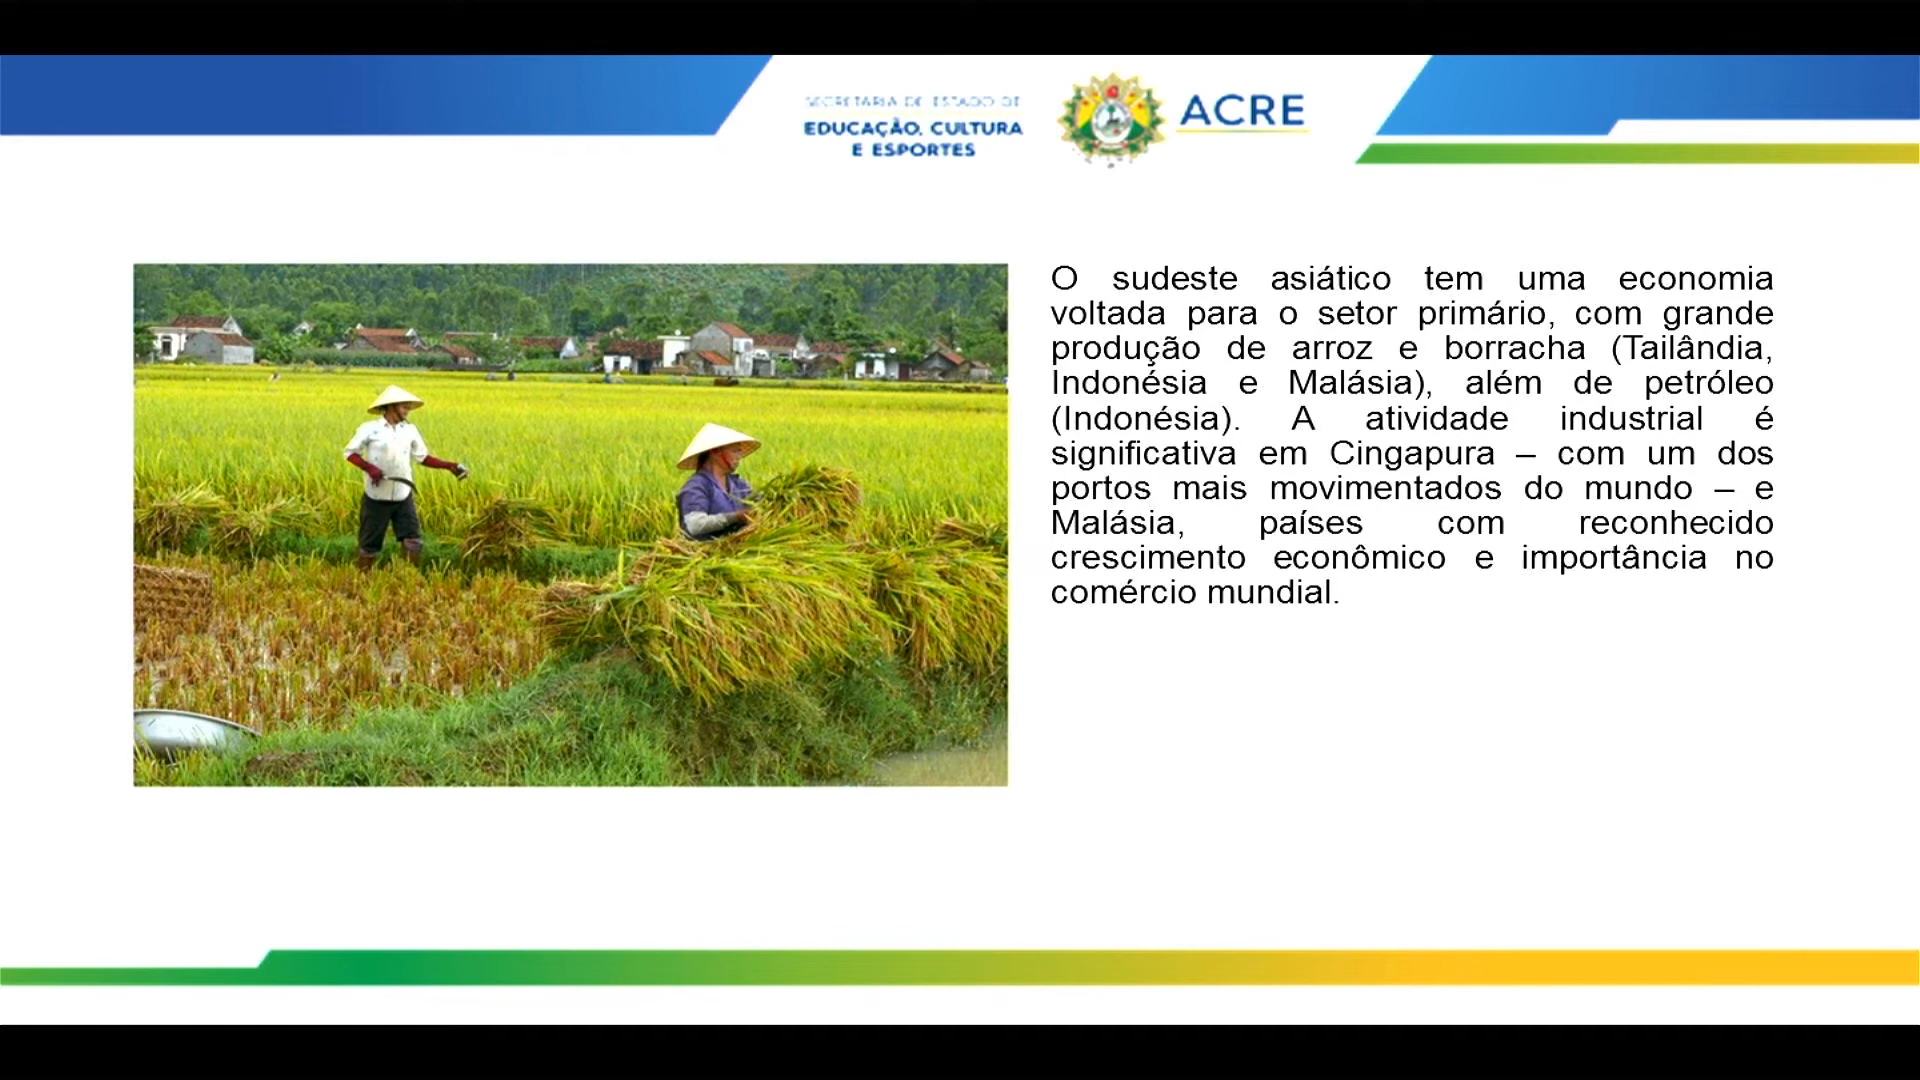 SECRETARIA DE ESTADO DE
EDUCAÇÃO, CULTURA
E ESPORTES
ACRE
O sudeste asiático tem uma economia
voltada para o setor primário, com grande
produção de arroz e borracha (Tailândia,
Indonésia e Malásia), além de petróleo
(Indonésia). A atividade industrial é
significativa em Cingapura – com um dos
portos mais movimentados do mundo – e
Malásia, países com reconhecido
crescimento econômico e importância no
comércio mundial.